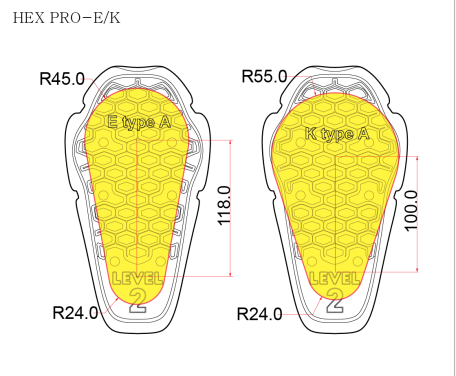 HEX PRO-E/K
R45.0
R55.0
E type A
K type A
118.0
100.0
LEVEL
2
LEVEL
2
R24.0
R24.0